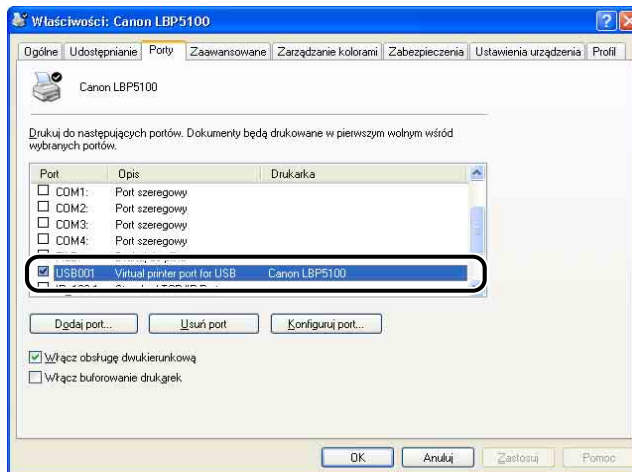 Właściwości: Canon LBP5100
Ogólne Udostępnianie Porty Zaawansowane Zarządzanie kolorami Zabezpieczenia Ustawienia urządzenia Profil
Canon LBP5100
Drukuj do następujących portów. Dokumenty będą drukowane w pierwszym wolnym wśród
wybranych portów.
Port Opis Drukarka
COM1: Port szeregowy
COM2: Port szeregowy
COM3: Port szeregowy
COM4: Port szeregowy
USB001 Virtual printer port for USB Canon LBP5100
Dodaj port... Usuń port Konfiguruj port...
Włącz obsługę dwukierunkową
Włącz buforowanie drukarek
OK Anuluj Zastosuj Pomoc